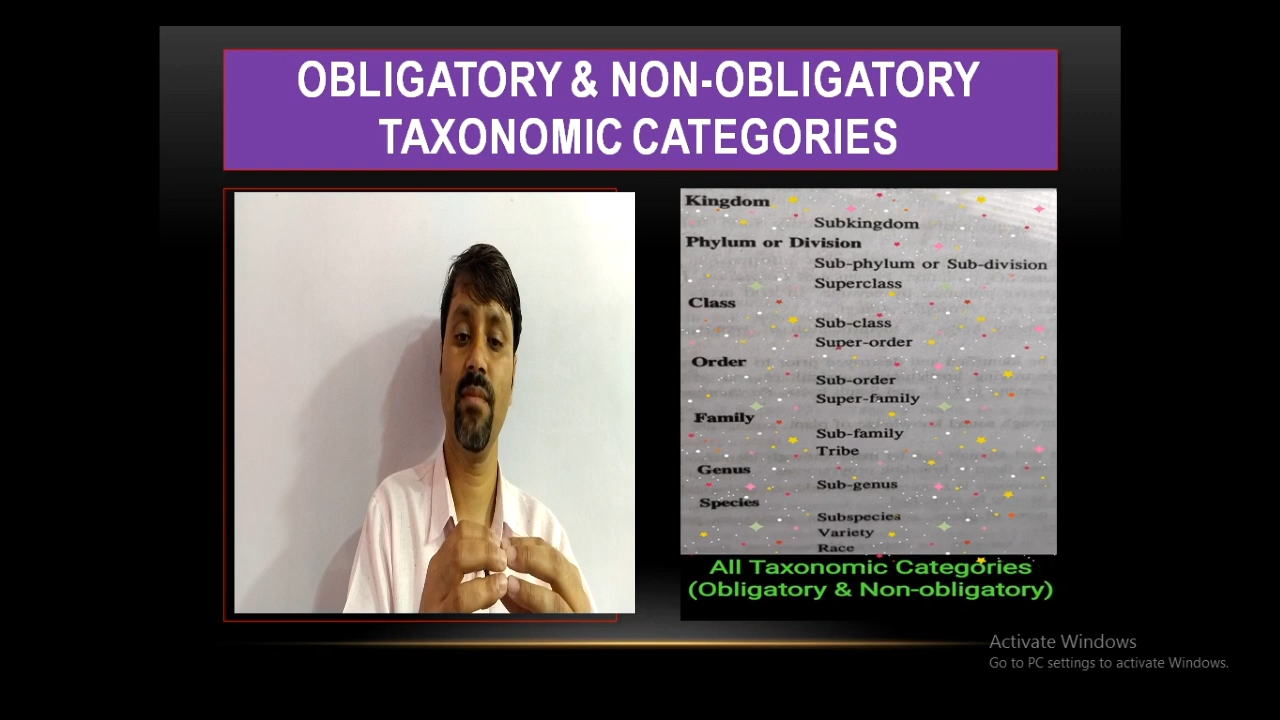 OBLIGATORY & NON-OBLIGATORY
TAXONOMIC CATEGORIES
Kingdom
Subkingdom
Phylum or Division
Sub-phylum or Sub-division
Superclass
Class
Sub-class
Super-order
Order
Sub-order
Super-family
Family
Sub-family
Tribe
Genus
Sub-genus
Species
Subspecies
Variety
Race
All Taxonomic Categories
(Obligatory & Non-obligatory)
Activate Windows
Go to PC settings to activate Windows.